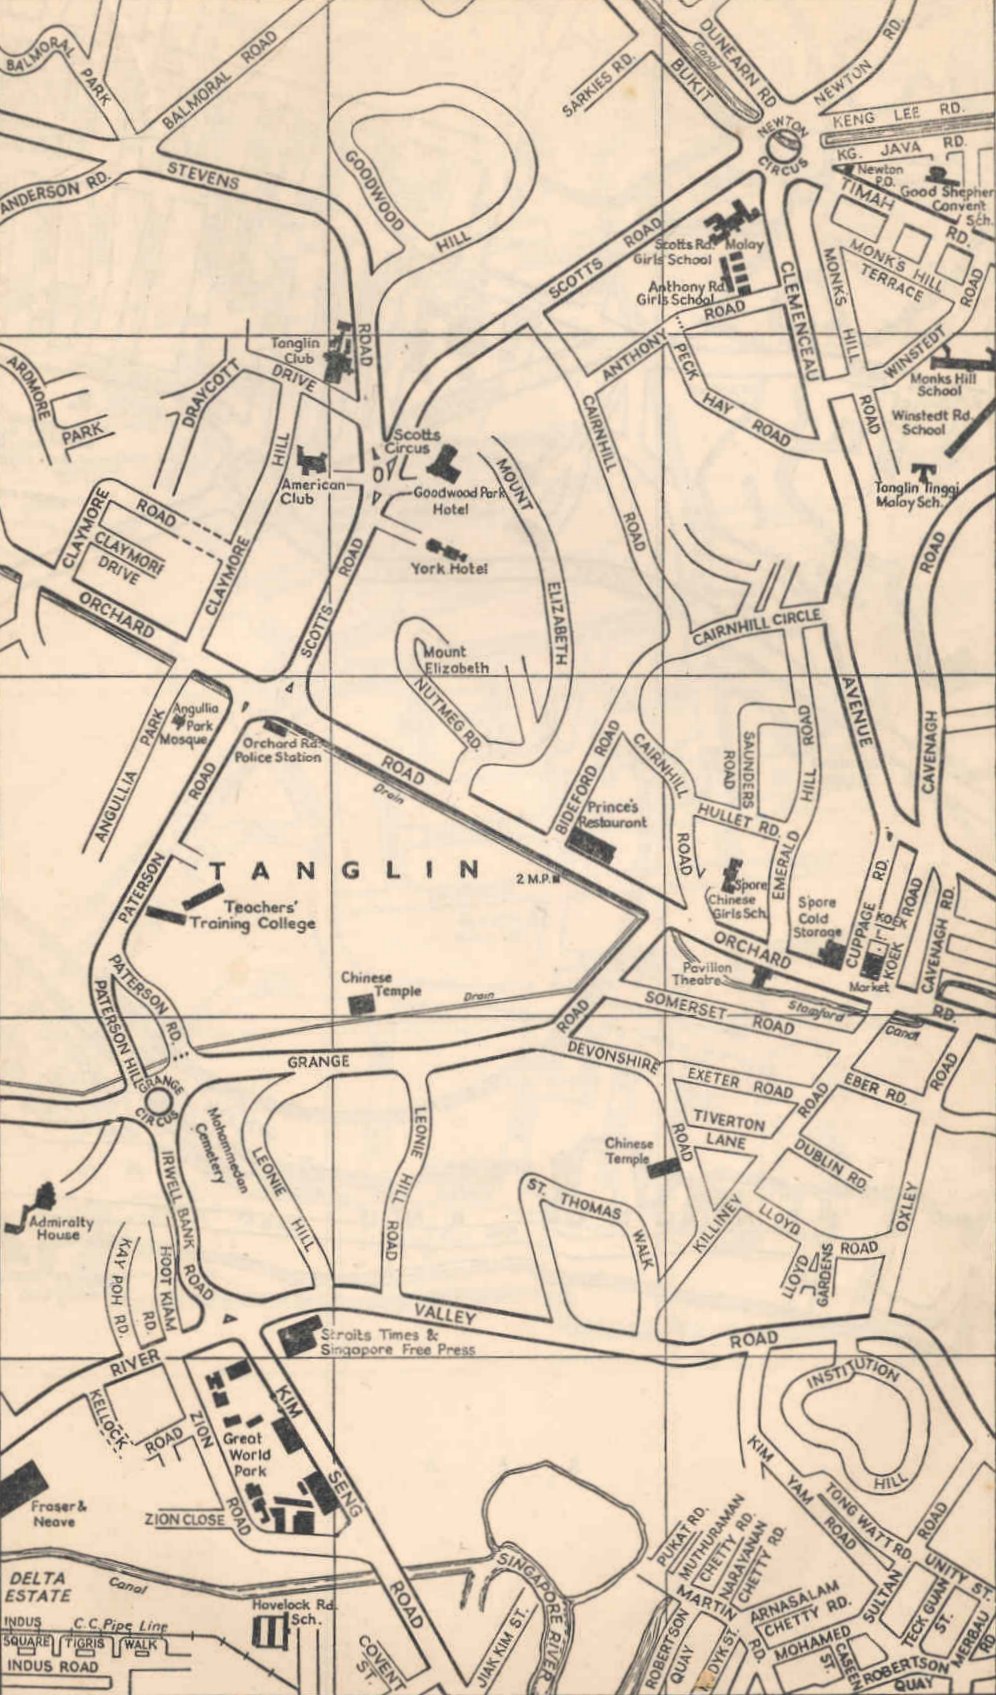 BALMORAL PARK
BALMORAL ROAD
DUNEARN RD
Canal
NEWTON RD.
SARKIES RD.
BUKIT
KENG LEE RD.
NEWTON CIRCUS
KG. JAVA RD.
Newton P.O.
Good Shepher
Convent
Sch.
TIMAH RD.
GOODWOOD HILL
STEVENS
ANDERSON RD.
SCOTTS ROAD
Scotts Rd. Malay
Girls School
Anthony Rd.
Girls School
CLEMENCEAU
MONKS HILL
MONK'S HILL
TERRACE
ROAD
WINSTEDT
Monks Hill
School
Winstedt Rd.
School
ROAD
Tanglin Tinggi
Malay Sch.
ROAD
Tanglin
Club
DRIVE
DRAYCOTT
ARDMORE
PARK
ANTHONY ROAD
PECK
HAY
ROAD
CAIRNHILL
ROAD
Scotts
Circus
HILL
American
Club
Goodwood Park
Hotel
MOUNT
ELIZABETH
CLAYMORE
ROAD
CLAYMORE
DRIVE
CLAYMORE
ROAD
York Hotel
ROAD
ORCHARD
SCOTTS
CAIRNHILL CIRCLE
Mount
Elizabeth
NUTMEG RD.
AVENUE
CAVENAGH
Angullia
Park
Mosque
PARK
ANGULLIA
Orchard Rd.
Police Station
ROAD
ROAD
Drain
BIDEFORD ROAD
CAIRNHILL
ROAD
SAUNDERS
ROAD
ROAD
HILL
EMERALD
HULLET RD.
Prince's
Restaurant
TANGLIN
2 M.P.
PATERSON
Teachers'
Training College
S'pore
Chinese
Girls Sch.
S'pore
Cold
Storage
CUPPAGE RD.
KOEK ROAD
KOEK
CAVENAGH RD.
Market
ORCHARD
RD.
Pavilion
Theatre
Stamford
Canal
PATERSON RD.
PATERSON HILL
Chinese
Temple
Drain
SOMERSET ROAD
ROAD
GRANGE
DEVONSHIRE
ROAD
EXETER ROAD
EBER RD.
ROAD
GRANGE
CIRCUS
Mohammedan
Cemetery
LEONIE
HILL
LEONIE HILL ROAD
TIVERTON
LANE
ROAD
DUBLIN RD.
Chinese
Temple
KILLINEY
OXLEY
ST. THOMAS
WALK
LLOYD
ROAD
LLOYD
GARDENS
Admiralty
House
IRWELL BANK
ROAD
KAY POH RD.
HOOT KIAM
RD.
VALLEY
ROAD
Straits Times &
Singapore Free Press
RIVER
INSTITUTION
HILL
KIM SENG
ROAD
KELLOCK
ROAD
ZION
ROAD
Great
World
Park
KIM YAM
ROAD
TONG WATT RD.
ROAD
Fraser &
Neave
ZION CLOSE
PUKAT RD.
MUTHURAMAN
CHETTY RD.
NARAYANAN
CHETTY RD.
UNITY ST.
DELTA
ESTATE
Canal
SINGAPORE
RIVER
MARTIN
RD.
ARNASALAM
CHETTY RD.
SULTAN
TECK GUAN
ST.
MERBAU
RD.
INDUS
SQUARE
C.C. Pipe Line
TIGRIS
WALK
INDUS ROAD
Havelock Rd.
Sch.
COVENT
ST.
JIAK KIM ST.
ROBERTSON
QUAY
DYK ST.
MOHAMED
CASEEN
ST.
ROBERTSON
QUAY